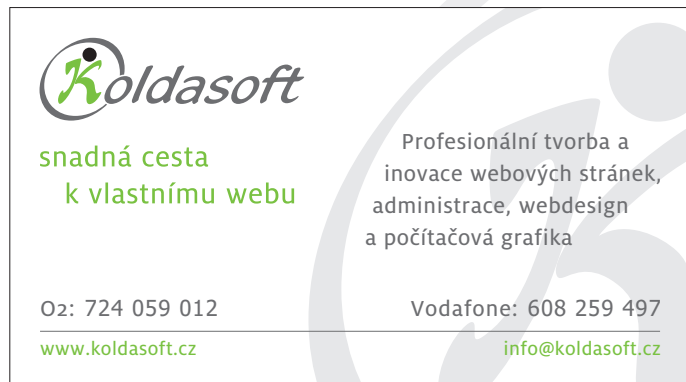 Koldasoft
snadná cesta
k vlastnímu webu
Profesionální tvorba a
inovace webových stránek,
administrace, webdesign
a počítačová grafika
O2: 724 059 012
Vodafone: 608 259 497
www.koldasoft.cz
info@koldasoft.cz